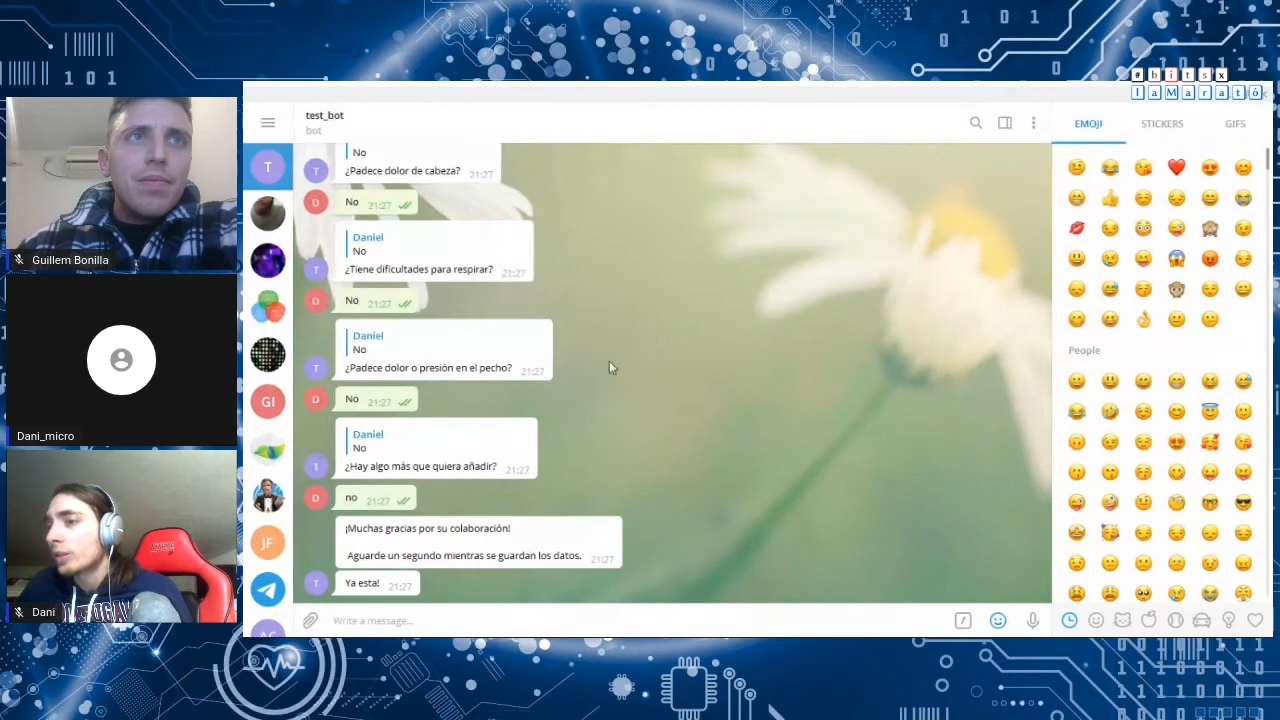 1 0 1
#bitsx
laMarató
Guillem Bonilla
Dani_micro
Dani
test_bot
bot
No
¿Padece dolor de cabeza? 21:27
No 21:27
Daniel
No
¿Tiene dificultades para respirar? 21:27
No 21:27
Daniel
No
¿Padece dolor o presión en el pecho? 21:27
No 21:27
Daniel
No
¿Hay algo más que quiera añadir? 21:27
no 21:27
¡Muchas gracias por su colaboración!
Aguarde un segundo mientras se guardan los datos. 21:27
Ya esta! 21:27
Write a message...
T
GI
JF
T
D
T
D
T
D
T
D
T
EMOJI STICKERS GIFS
People